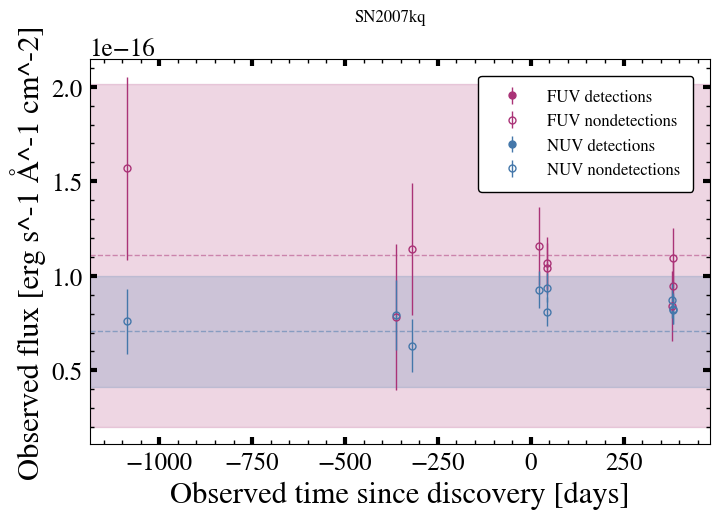 SN2007kq
1e−16
Observed flux [erg s^-1 Å^-1 cm^-2]
2.0
1.5
1.0
0.5
FUV detections
FUV nondetections
NUV detections
NUV nondetections
−1000
−750
−500
−250
0
250
Observed time since discovery [days]